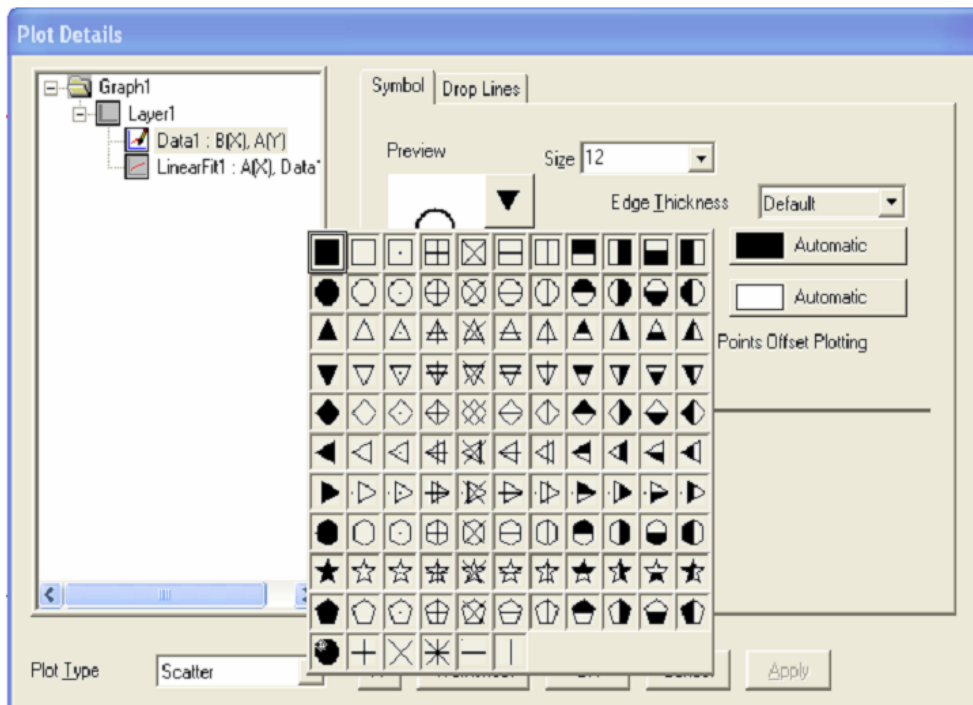 Plot Details
Graph1
Layer1
Data1 : B(X), A(Y)
LinearFit1 : A(X), Data1
Symbol
Drop Lines
Preview
Size 12
Edge Thickness Default
Automatic
Automatic
Points Offset Plotting
Plot Type Scatter
Apply